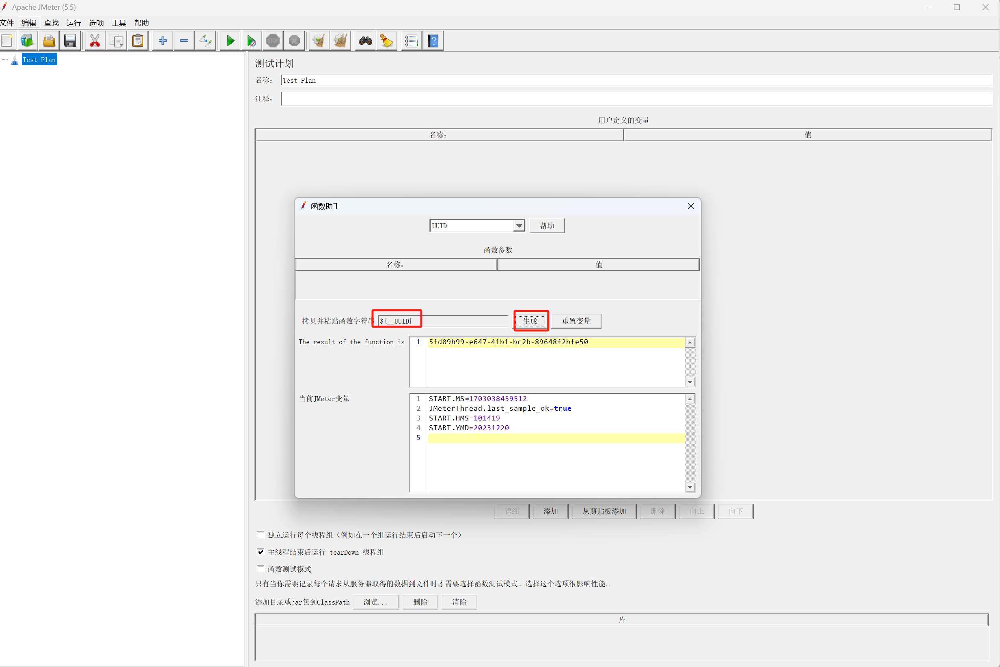 Apache JMeter (5.5)
文件 编辑 查找 运行 选项 工具 帮助
STOP
Test Plan
测试计划
名称： Test Plan
注释：
用户定义的变量
名称： 值
函数助手
UUID 帮助
函数参数
名称： 值
拷贝并粘贴函数字符串 ${__UUID} 生成 重置变量
The result of the function is 1 5fd09b99-e647-41b1-bc2b-89648f2bfe50
当前JMeter变量
1 START.MS=1703038459512
2 JMeterThread.last_sample_ok=true
3 START.HMS=101419
4 START.YMD=20231220
5
详细 添加 从剪贴板添加 删除 向上 向下
独立运行每个线程组（例如在一个组运行结束后启动下一个）
主线程结束后运行 tearDown 线程组
函数测试模式
只有当你需要记录每个请求从服务器取得的数据到文件时才需要选择函数测试模式。选择这个选项很影响性能。
添加目录或jar包到ClassPath 浏览... 删除 清除
库